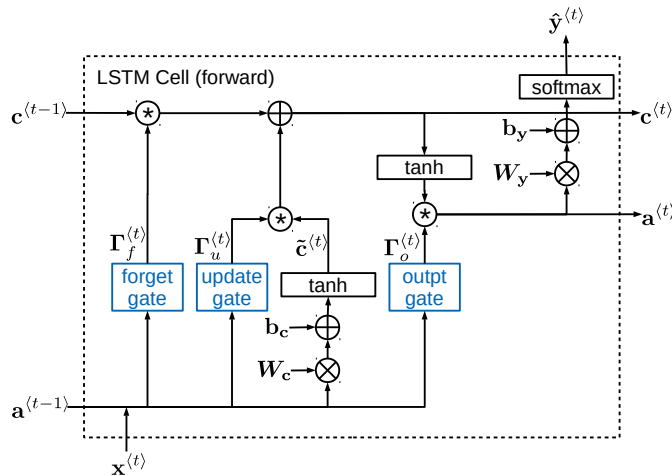 ŷ⟨t⟩
LSTM Cell (forward)
softmax
c⟨t−1⟩
*
c⟨t⟩
b_y
tanh
W_y
*
*
a⟨t⟩
Γ_f⟨t⟩
Γ_u⟨t⟩
c̃⟨t⟩
Γ_o⟨t⟩
forget
gate
update
gate
tanh
outpt
gate
b_c
W_c
a⟨t−1⟩
x⟨t⟩